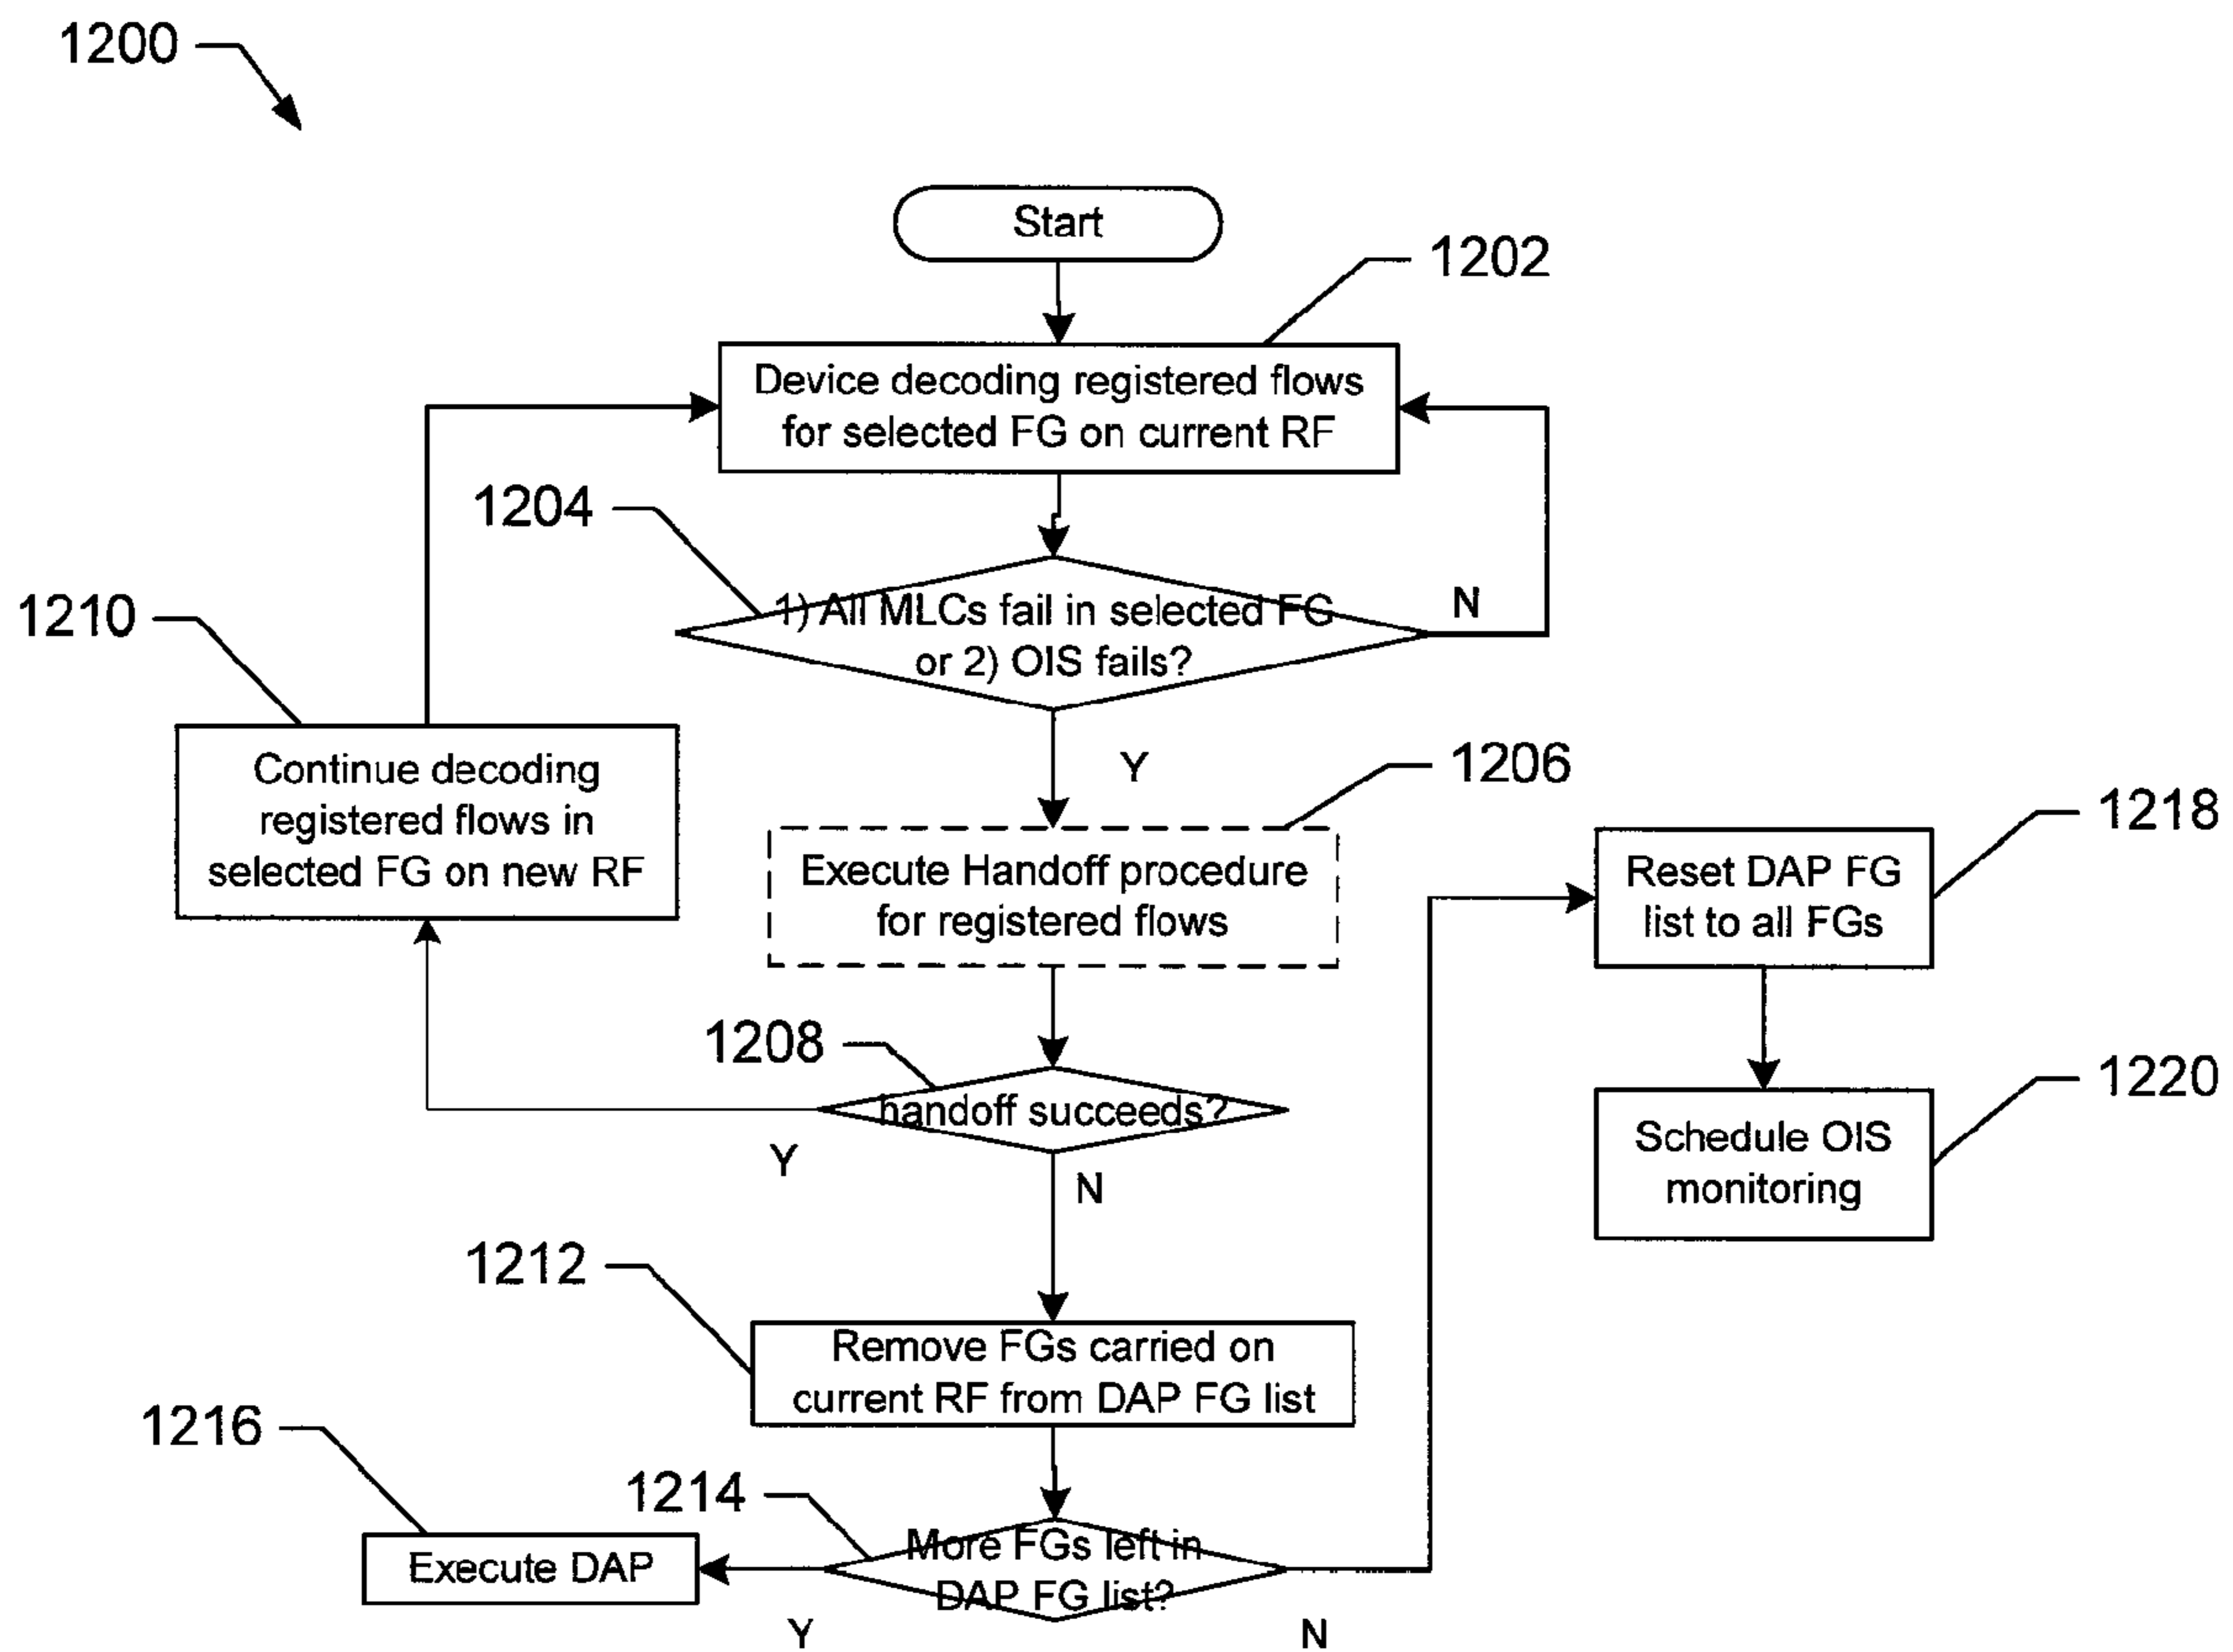 1200
Start
1202
Device decoding registered flows
for selected FG on current RF
1204
1) All MLCs fail in selected FG
or 2) OIS fails?
N
Y
1210
Continue decoding
registered flows in
selected FG on new RF
1206
Execute Handoff procedure
for registered flows
1218
Reset DAP FG
list to all FGs
1208
handoff succeeds?
Y
N
1220
Schedule OIS
monitoring
1212
Remove FGs carried on
current RF from DAP FG list
1216
Execute DAP
1214
More FGs left in
DAP FG list?
Y
N